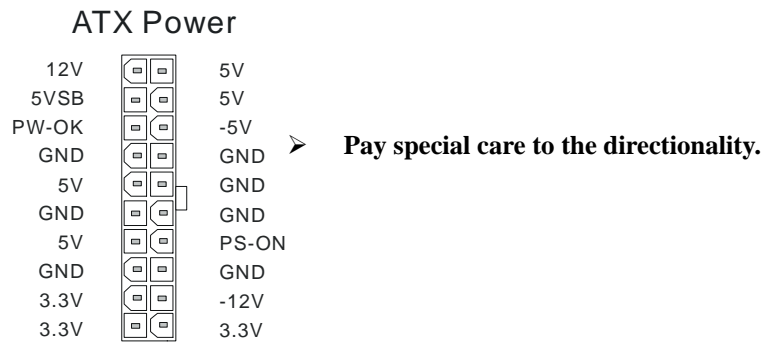 ATX Power
12V 5V
5VSB 5V
PW-OK -5V
GND GND
5V GND
GND GND
5V PS-ON
GND GND
3.3V -12V
3.3V 3.3V
➢ Pay special care to the directionality.